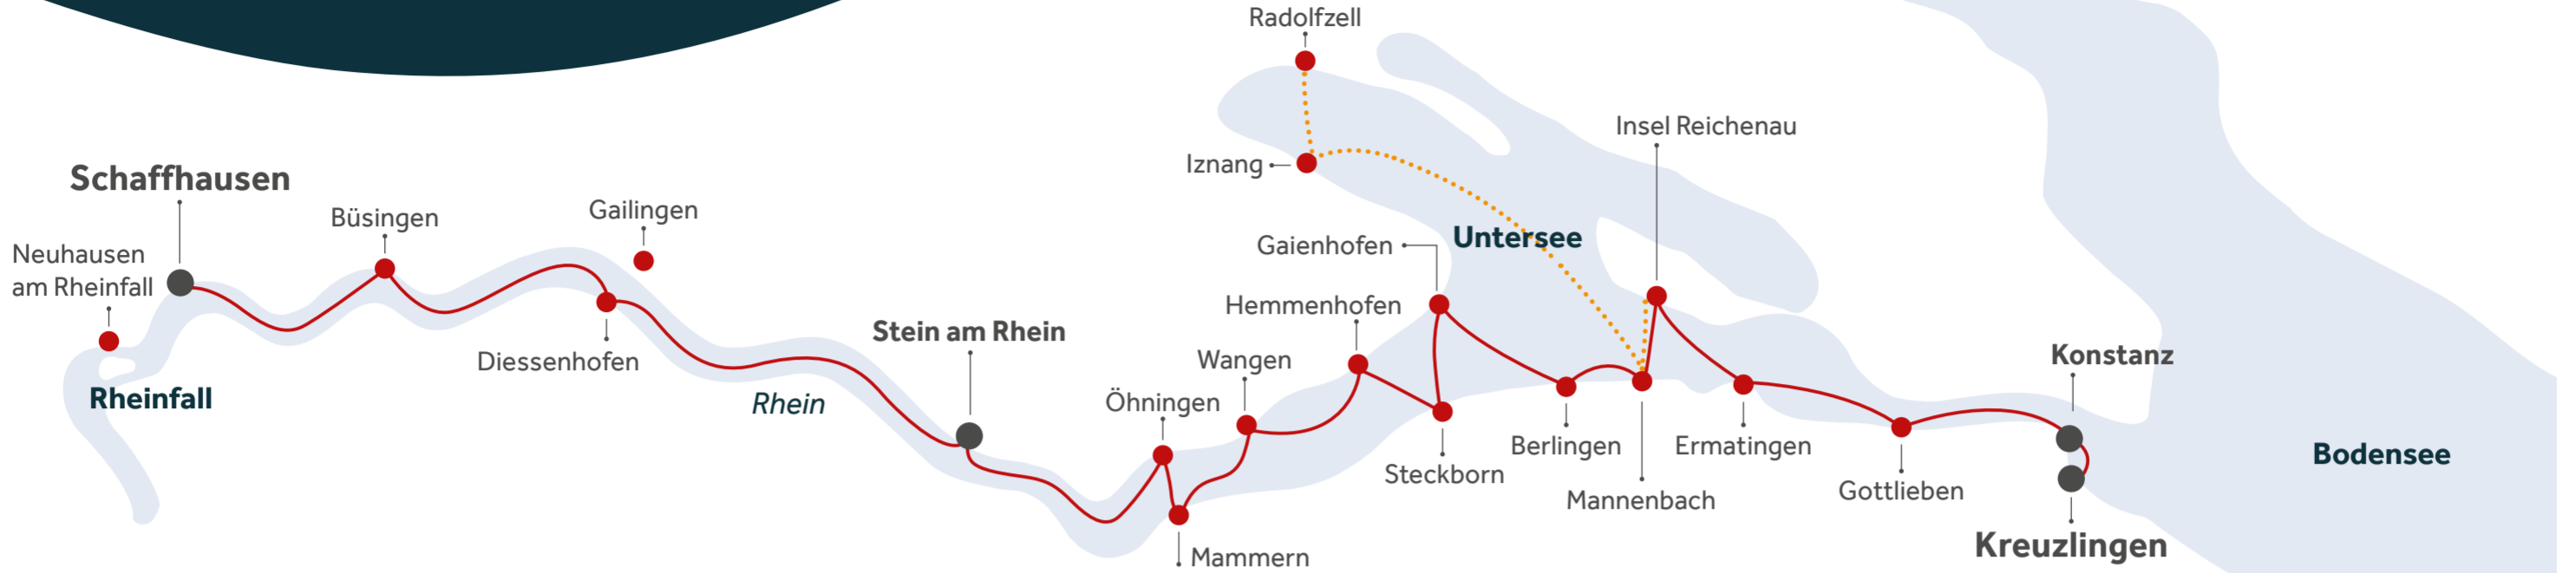 Radolfzell
Insel Reichenau
Iznang
Schaffhausen
Büsingen
Gailingen
Neuhausen
am Rheinfall
Untersee
Gaienhofen
Hemmenhofen
Stein am Rhein
Diessenhofen
Wangen
Konstanz
Rheinfall
Rhein
Öhningen
Berlingen
Ermatingen
Bodensee
Steckborn
Gottlieben
Mannenbach
Kreuzlingen
Mammern